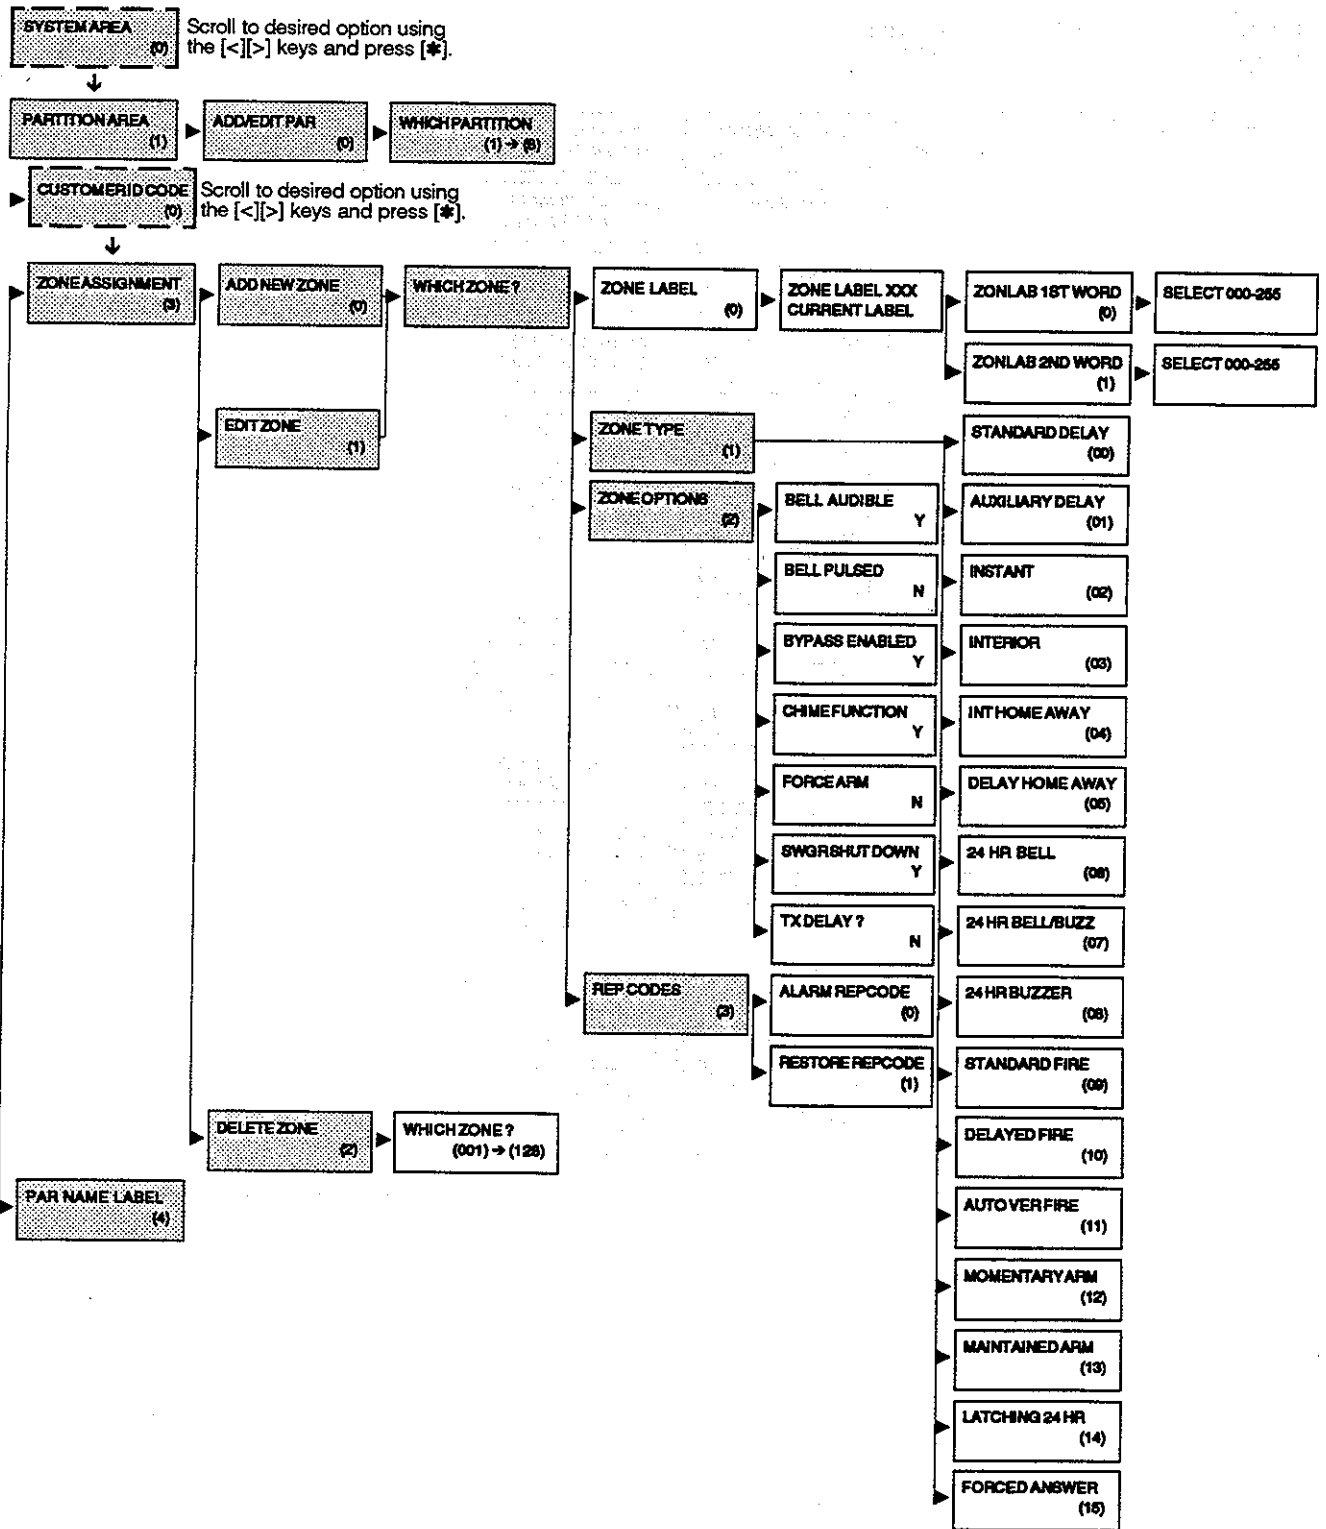 SYSTEM AREA
(0)
Scroll to desired option using
the [<][>] keys and press [✱].
PARTITION AREA
(1)
ADD/EDIT PAR
(0)
WHICH PARTITION
(1) → (8)
CUSTOMER ID CODE
(0)
Scroll to desired option using
the [<][>] keys and press [✱].
ZONE ASSIGNMENT
(3)
ADD NEW ZONE
(0)
WHICH ZONE ?
ZONE LABEL
(0)
ZONE LABEL XXX
CURRENT LABEL
ZONLAB 1ST WORD
(0)
SELECT 000-255
ZONLAB 2ND WORD
(1)
SELECT 000-255
EDIT ZONE
(1)
ZONE TYPE
(1)
STANDARD DELAY
(00)
ZONE OPTIONS
(2)
BELL AUDIBLE
Y
AUXILIARY DELAY
(01)
BELL PULSED
N
INSTANT
(02)
BYPASS ENABLED
Y
INTERIOR
(03)
CHIME FUNCTION
Y
INT HOME AWAY
(04)
FORCE ARM
N
DELAY HOME AWAY
(05)
SWGR SHUT DOWN
Y
24 HR BELL
(06)
TX DELAY ?
N
24 HR BELL/BUZZ
(07)
REP CODES
(3)
ALARM REPCODE
(0)
24 HR BUZZER
(08)
RESTORE REPCODE
(1)
STANDARD FIRE
(09)
DELETE ZONE
(2)
WHICH ZONE ?
(001) → (128)
DELAYED FIRE
(10)
PAR NAME LABEL
(4)
AUTO VER FIRE
(11)
MOMENTARY ARM
(12)
MAINTAINED ARM
(13)
LATCHING 24 HR
(14)
FORCED ANSWER
(15)